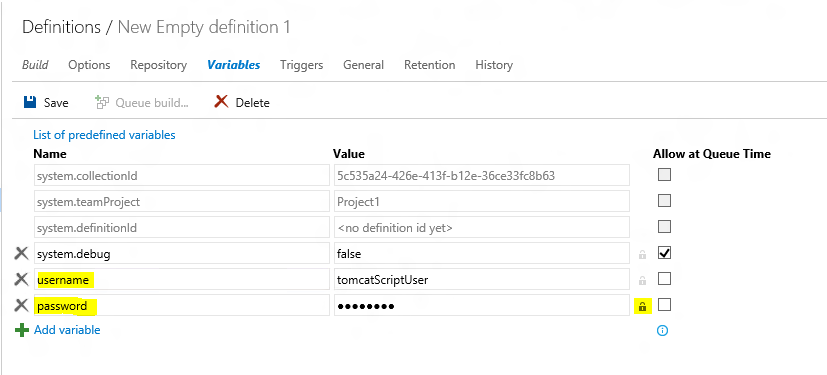 Definitions / New Empty definition 1
Build Options Repository Variables Triggers General Retention History
Save Queue build... Delete
List of predefined variables
Name Value Allow at Queue Time
system.collectionId 5c535a24-426e-413f-b12e-36ce33fc8b63
system.teamProject Project1
system.definitionId <no definition id yet>
system.debug false
username tomcatScriptUser
password ••••••••
Add variable